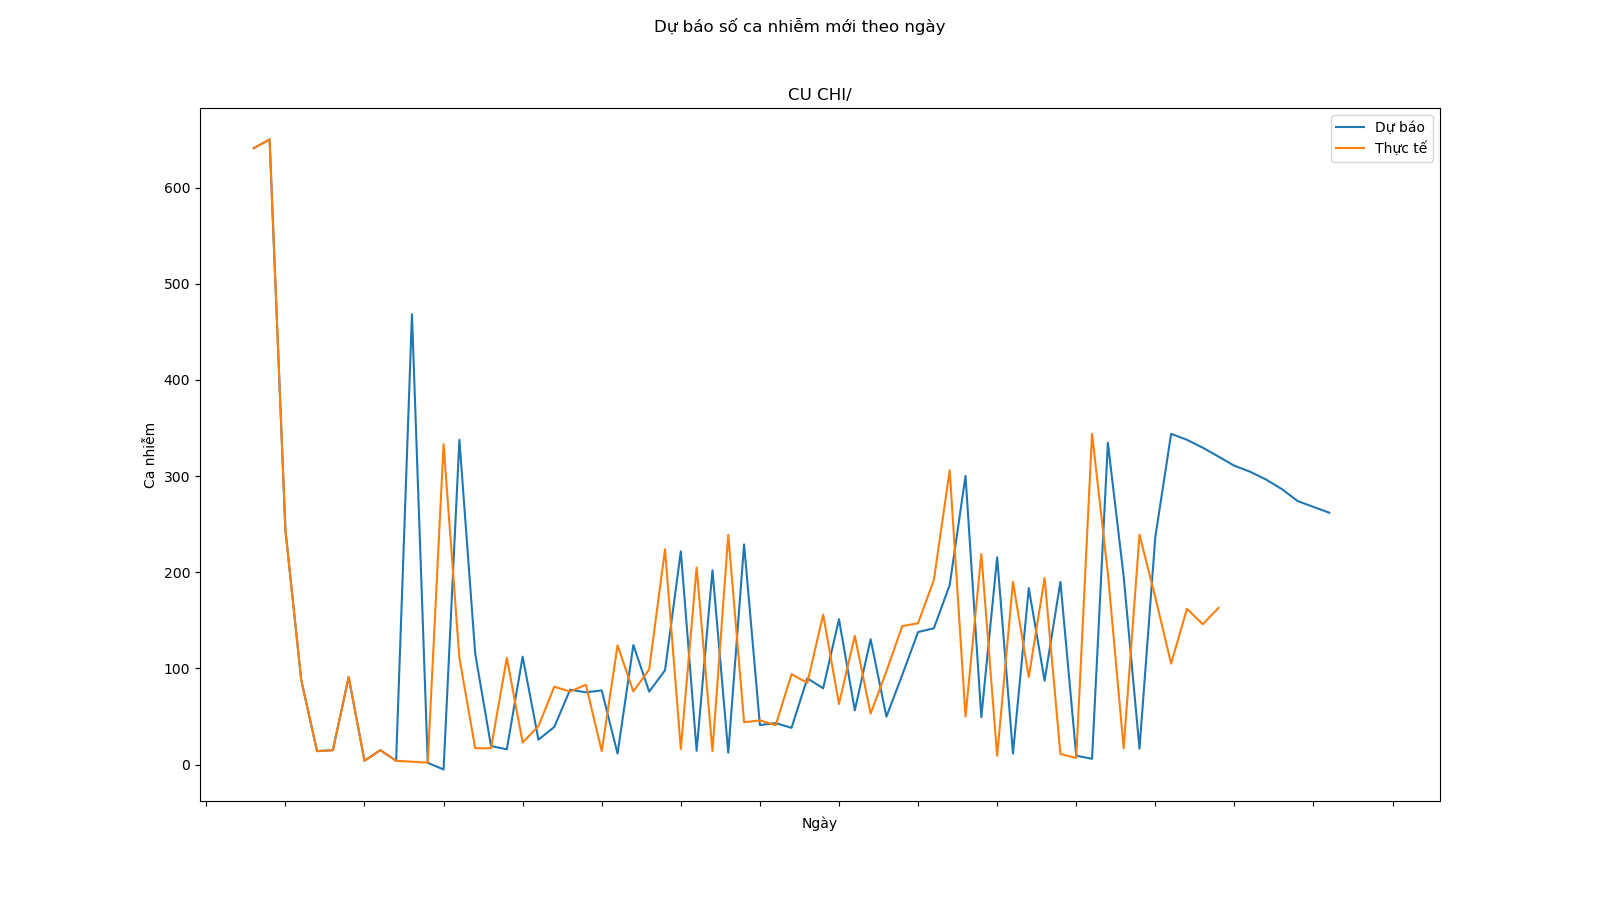 Dự báo số ca nhiễm mới theo ngày
CU CHI/
Dự báo
Thực tế
600
500
400
300
200
100
0
Ca nhiễm
Ngày